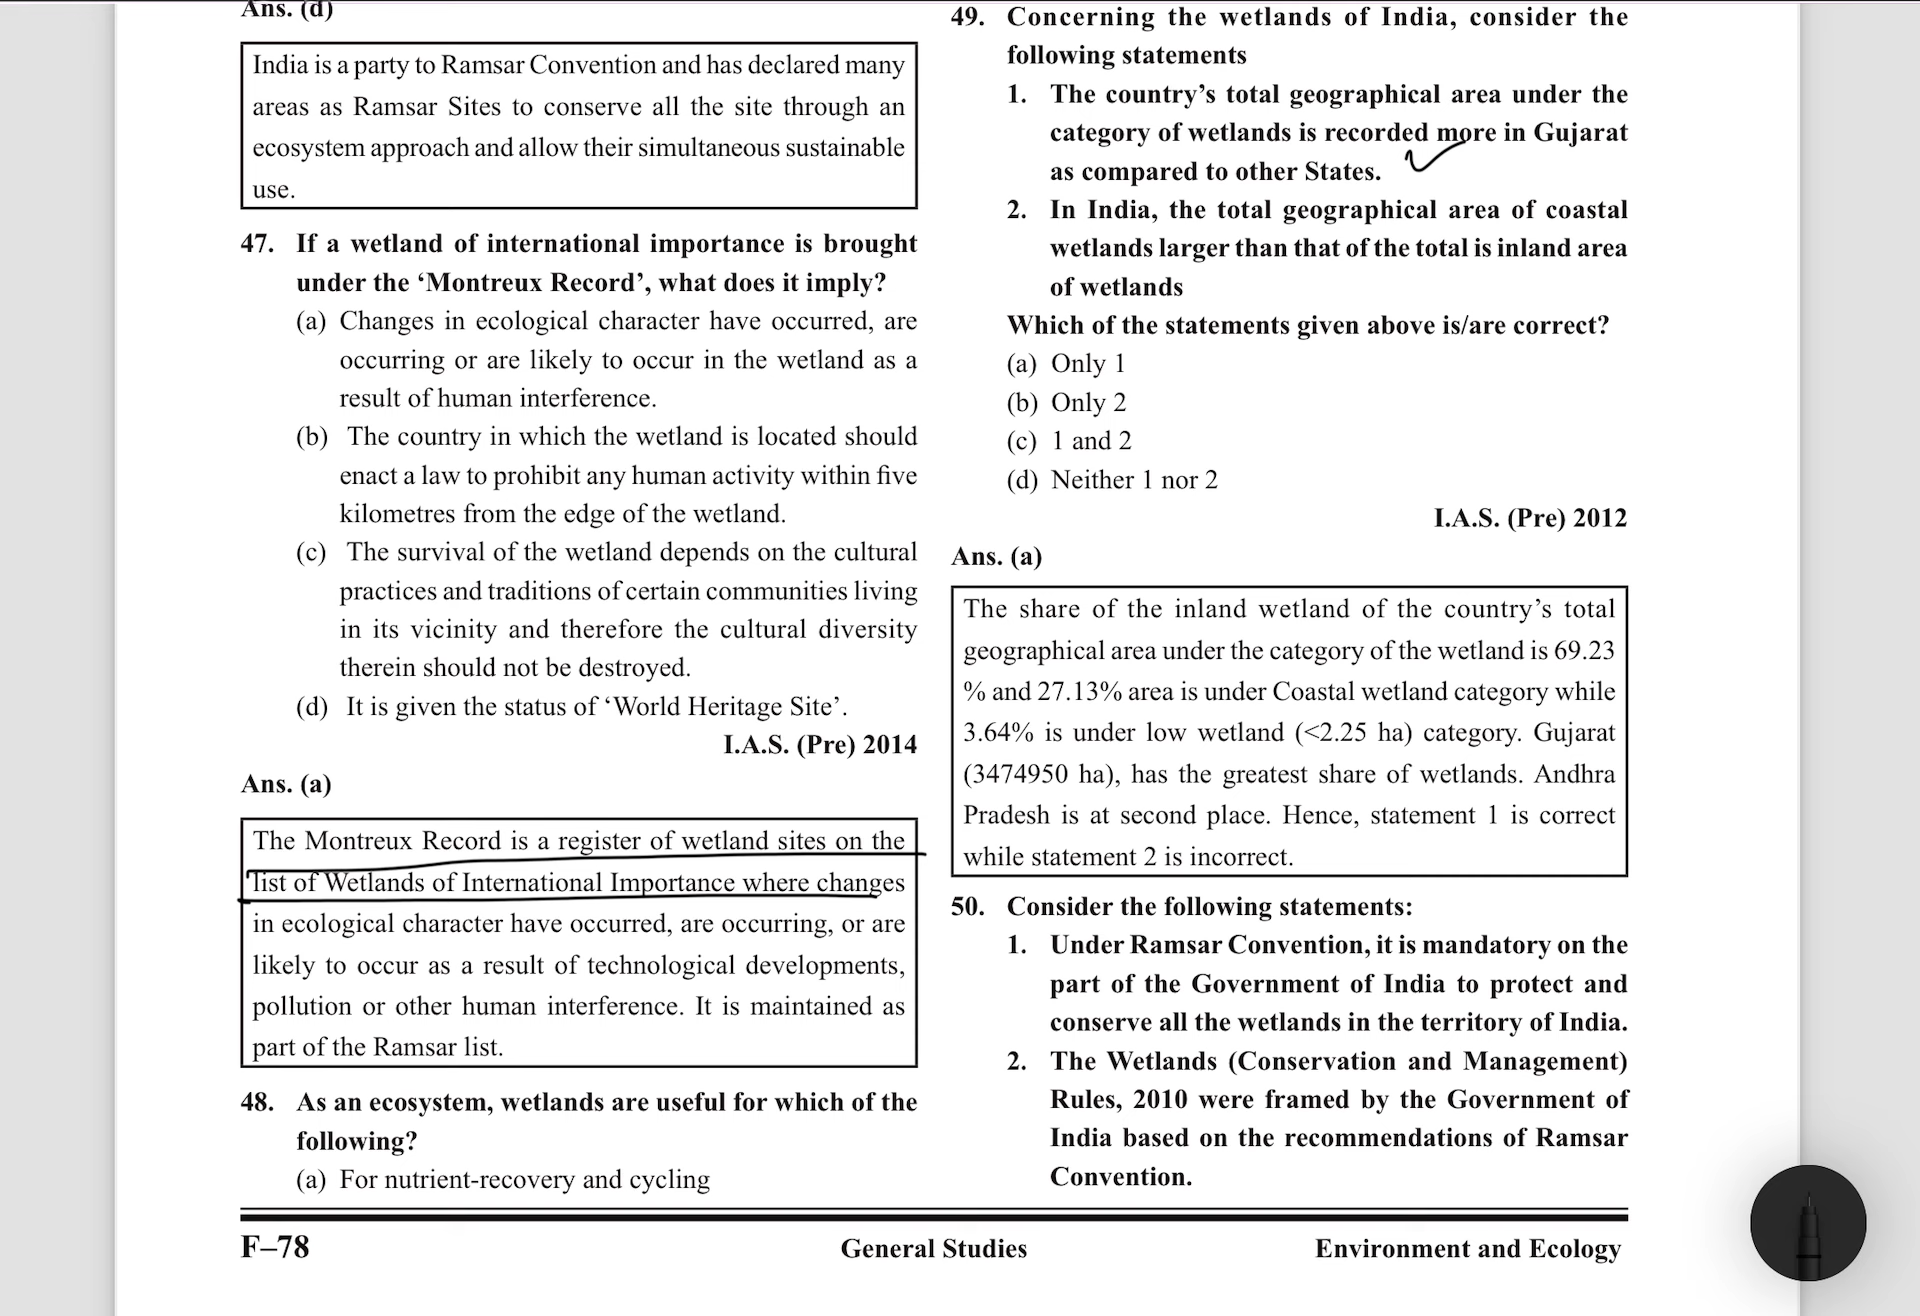 Ans. (d)
India is a party to Ramsar Convention and has declared many
areas as Ramsar Sites to conserve all the site through an
ecosystem approach and allow their simultaneous sustainable
use.
47. If a wetland of international importance is brought
under the ‘Montreux Record’, what does it imply?
(a) Changes in ecological character have occurred, are
occurring or are likely to occur in the wetland as a
result of human interference.
(b) The country in which the wetland is located should
enact a law to prohibit any human activity within five
kilometres from the edge of the wetland.
(c) The survival of the wetland depends on the cultural
practices and traditions of certain communities living
in its vicinity and therefore the cultural diversity
therein should not be destroyed.
(d) It is given the status of ‘World Heritage Site’.
I.A.S. (Pre) 2014
Ans. (a)
The Montreux Record is a register of wetland sites on the
list of Wetlands of International Importance where changes
in ecological character have occurred, are occurring, or are
likely to occur as a result of technological developments,
pollution or other human interference. It is maintained as
part of the Ramsar list.
48. As an ecosystem, wetlands are useful for which of the
following?
(a) For nutrient-recovery and cycling
49. Concerning the wetlands of India, consider the
following statements
1. The country’s total geographical area under the
category of wetlands is recorded more in Gujarat
as compared to other States.
2. In India, the total geographical area of coastal
wetlands larger than that of the total is inland area
of wetlands
Which of the statements given above is/are correct?
(a) Only 1
(b) Only 2
(c) 1 and 2
(d) Neither 1 nor 2
I.A.S. (Pre) 2012
Ans. (a)
The share of the inland wetland of the country’s total
geographical area under the category of the wetland is 69.23
% and 27.13% area is under Coastal wetland category while
3.64% is under low wetland (<2.25 ha) category. Gujarat
(3474950 ha), has the greatest share of wetlands. Andhra
Pradesh is at second place. Hence, statement 1 is correct
while statement 2 is incorrect.
50. Consider the following statements:
1. Under Ramsar Convention, it is mandatory on the
part of the Government of India to protect and
conserve all the wetlands in the territory of India.
2. The Wetlands (Conservation and Management)
Rules, 2010 were framed by the Government of
India based on the recommendations of Ramsar
Convention.
F–78 General Studies Environment and Ecology